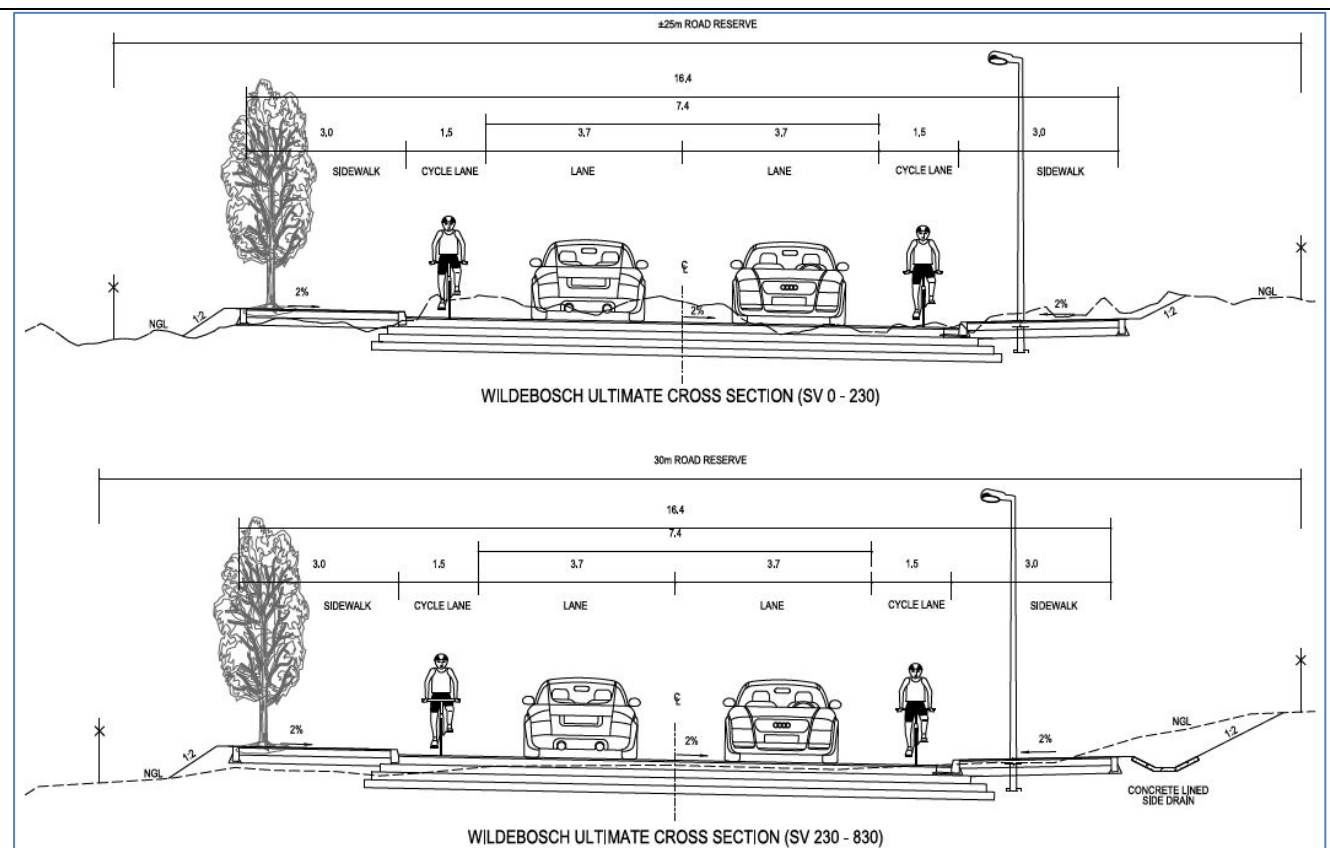 ±25m ROAD RESERVE
16,4
7.4
3.0 1.5 3.7 3.7 1.5 3.0
SIDEWALK CYCLE LANE LANE LANE CYCLE LANE SIDEWALK
℄
2% 2% 2%
NGL 1:2 1:2 NGL
WILDEBOSCH ULTIMATE CROSS SECTION (SV 0 - 230)
30m ROAD RESERVE
16.4
7.4
3.0 1.5 3.7 3.7 1.5 3.0
SIDEWALK CYCLE LANE LANE LANE CYCLE LANE SIDEWALK
℄
2% 2% 2% NGL
NGL 1:2 1:2
CONCRETE LINED
SIDE DRAIN
WILDEBOSCH ULTIMATE CROSS SECTION (SV 230 - 830)